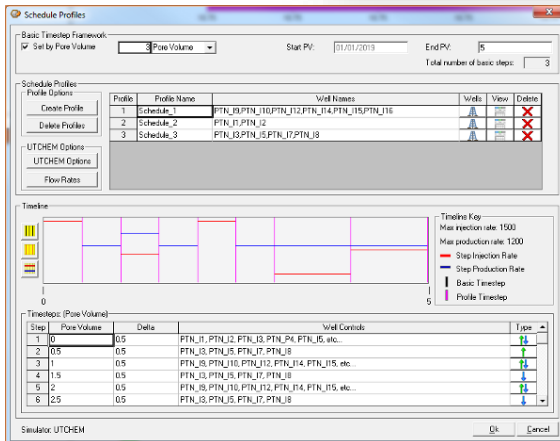 Schedule Profiles
Basic Timestep Framework
Set by Pore Volume 3 Pore Volume Start PV: 01/01/2019 End PV: 5
Total number of basic steps: 3
Schedule Profiles
Profile Options
Create Profile
Delete Profiles
UTCHEM Options
UTCHEM Options
Flow Rates
Profile Profile Name Well Names Wells View Delete
1 Schedule_1 PTN_I9,PTN_I10,PTN_I12,PTN_I14,PTN_I15,PTN_I16
2 Schedule_2 PTN_I1,PTN_I2
3 Schedule_3 PTN_I3,PTN_I5,PTN_I7,PTN_I8
Timeline
0 5
Timeline Key
Max injection rate: 1500
Max production rate: 1200
Step Injection Rate
Step Production Rate
Basic Timestep
Profile Timestep
Timesteps: (Pore Volume)
Step Pore Volume Delta Well Controls Type
1 0 0.5 PTN_I1, PTN_I2, PTN_I3, PTN_P4, PTN_I5, etc...
2 0.5 0.5 PTN_I3, PTN_I5, PTN_I7, PTN_I8
3 1 0.5 PTN_I9, PTN_I10, PTN_I12, PTN_I14, PTN_I15, etc...
4 1.5 0.5 PTN_I3, PTN_I5, PTN_I7, PTN_I8
5 2 0.5 PTN_I9, PTN_I10, PTN_I12, PTN_I14, PTN_I15, etc...
6 2.5 0.5 PTN_I3, PTN_I5, PTN_I7, PTN_I8
Simulator: UTCHEM Ok Cancel